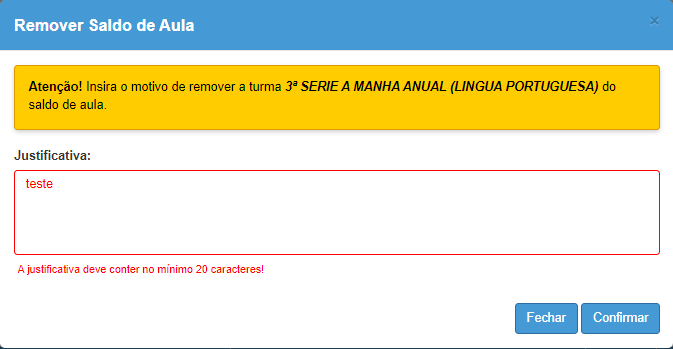 Remover Saldo de Aula
×
Atenção! Insira o motivo de remover a turma 3ª SERIE A MANHA ANUAL (LINGUA PORTUGUESA) do
saldo de aula.
Justificativa:
teste
A justificativa deve conter no mínimo 20 caracteres!
Fechar Confirmar